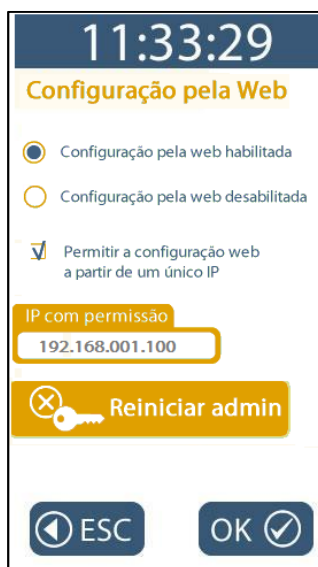 11:33:29
Configuração pela Web
Configuração pela web habilitada
Configuração pela web desabilitada
Permitir a configuração web
a partir de um único IP
IP com permissão
192.168.001.100
Reiniciar admin
ESC
OK